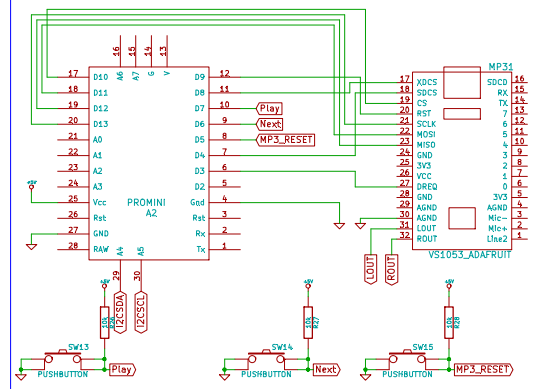 MP31
16 15 14 13
17 D10 A6 A7 G V D9 12
18 D11 D8 11
19 D12 D7 10 Play
20 D13 D6 9 Next
21 A0 D5 8 MP3_RESET
22 A1 D4 7
23 A2 D3 6
24 A3 D2 5
+5V
25 Vcc PROMINI Gnd 4
26 Rst A2 Rst 3
27 GND Rx 2
28 RAW A4 A5 Tx 1
29 30
I2CSDA I2CSCL
17 XDCS SDCD 16
18 SDCS RX 15
19 CS TX 14
20 RST 7 13
21 SCLK 6 12
22 MOSI 5 11
23 MISO 4 10
24 GND 3 9
25 3V3 2 8
26 VCC 1 7
27 DREQ 0 6
28 GND 3V3 5
29 AGND AGND 4
30 AGND Mic- 3
31 LOUT Mic+ 2
32 ROUT Line2 1
VS1053_ADAFRUIT
LOUT ROUT
+5V +5V +5V
10k 10k R27 10k R28
SW13 SW14 SW15
Play Next MP3_RESET
PUSHBUTTON PUSHBUTTON PUSHBUTTON